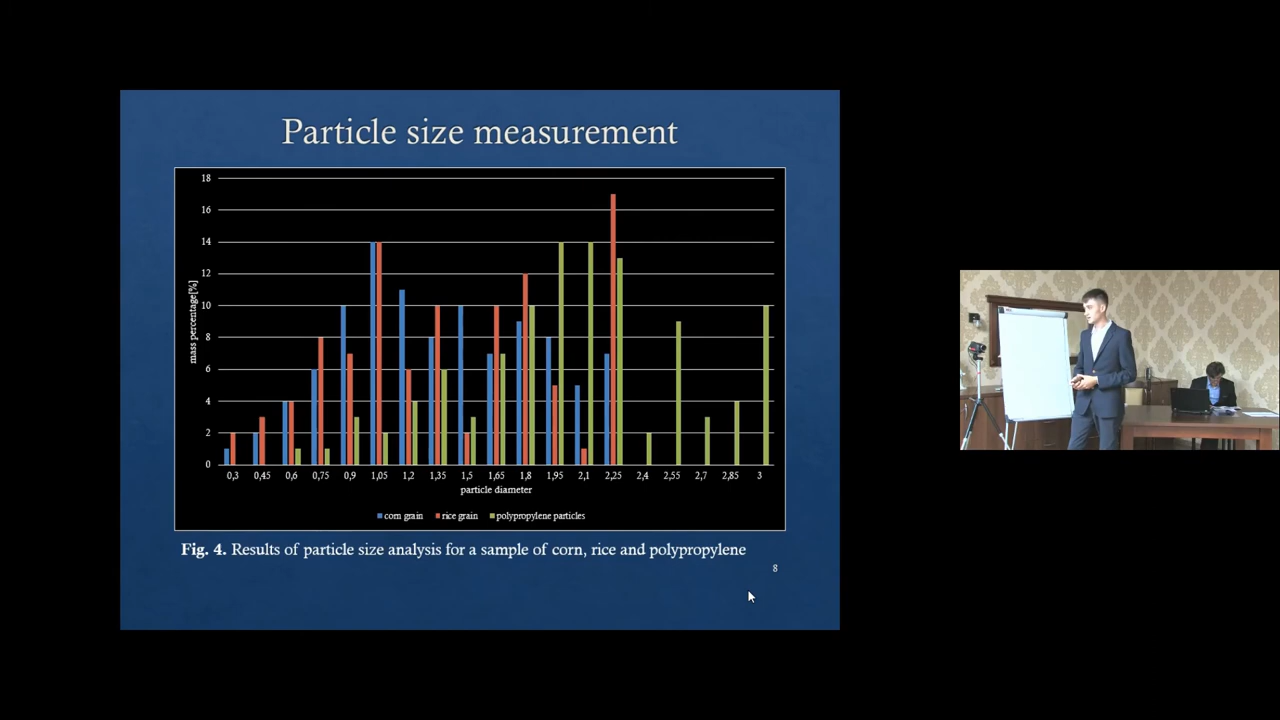 Particle size measurement
18
16
14
12
10
8
6
4
2
0
mass percentage[%]
0,3 0,45 0,6 0,75 0,9 1,05 1,2 1,35 1,5 1,65 1,8 1,95 2,1 2,25 2,4 2,55 2,7 2,85 3
particle diameter
corn grain rice grain polypropylene particles
Fig. 4. Results of particle size analysis for a sample of corn, rice and polypropylene
8